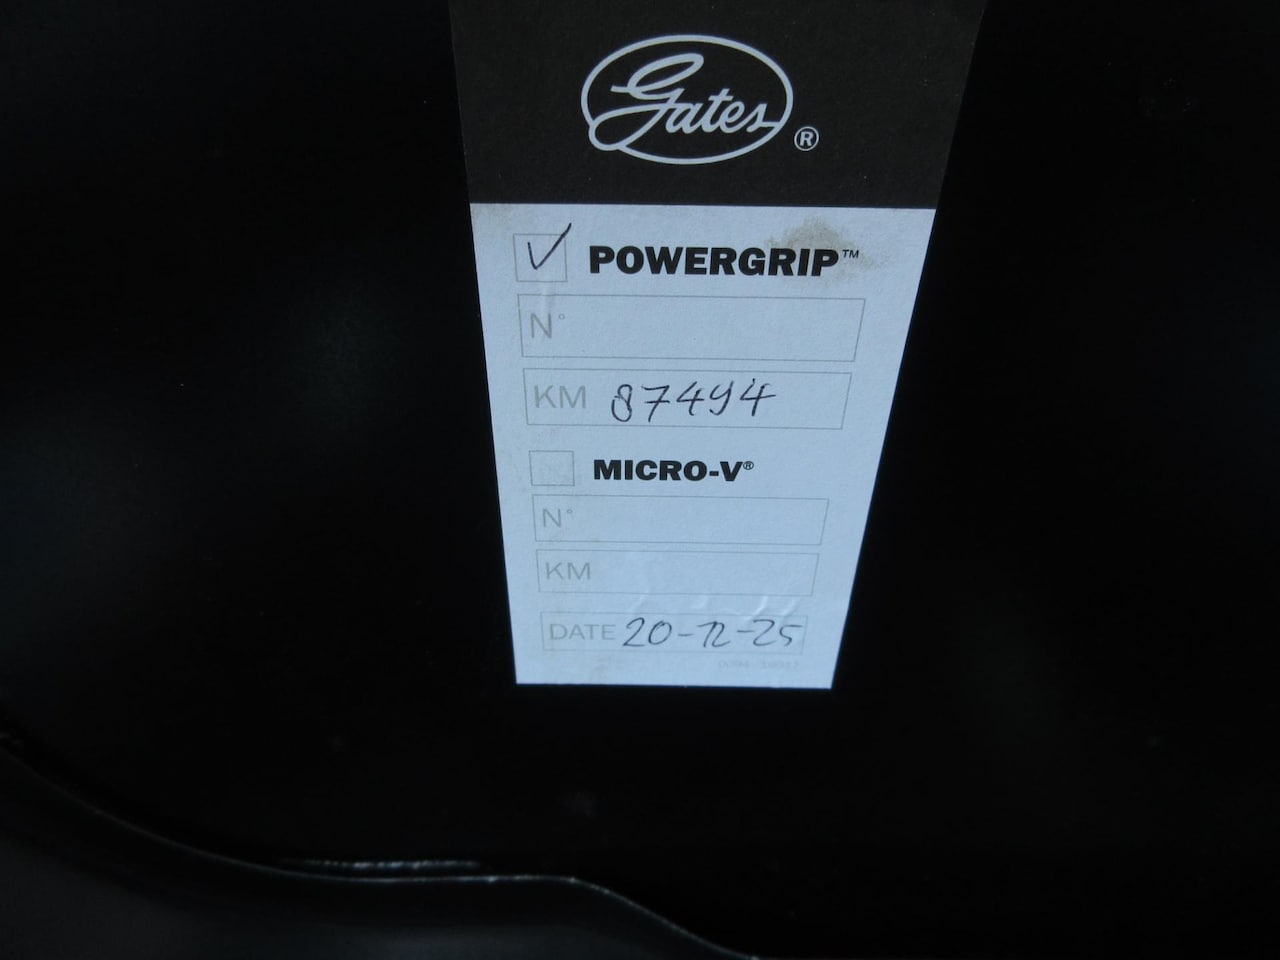 Gates ®
✓ POWERGRIP™
N°
KM 87494
MICRO-V®
N°
KM
DATE 20-12-25